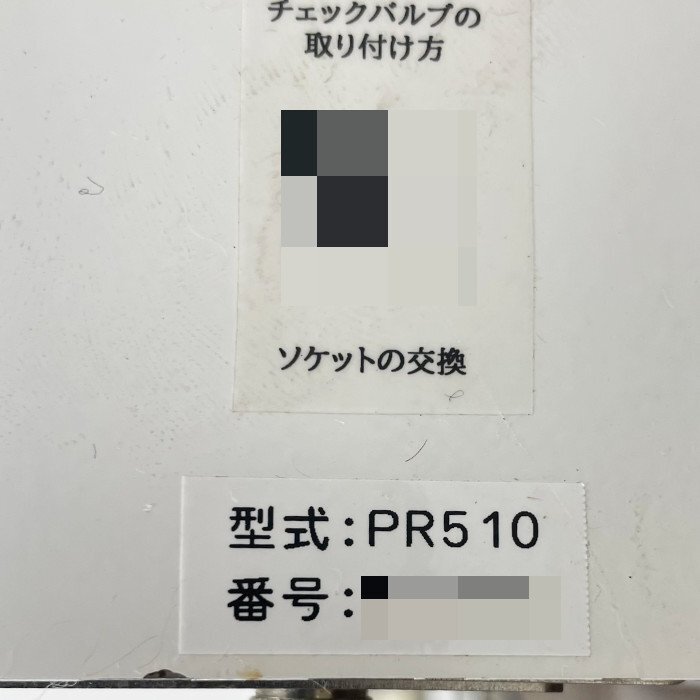 チェックバルブの
取り付け方
ソケットの交換
型式:PR510
番号: